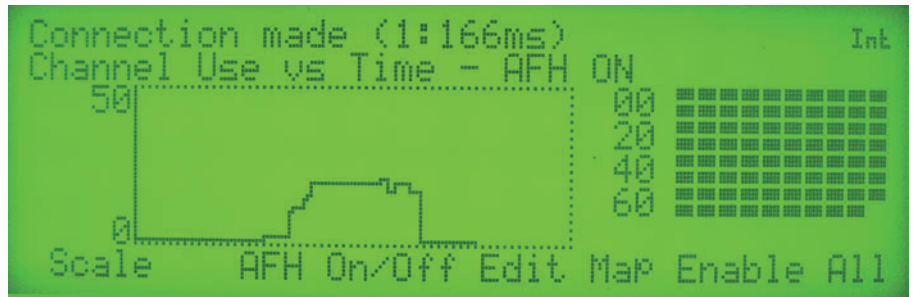 Connection made (1:166ms) Int
Channel Use vs Time - AFH ON
50
00
20
40
60
0
Scale AFH On/Off Edit Map Enable All